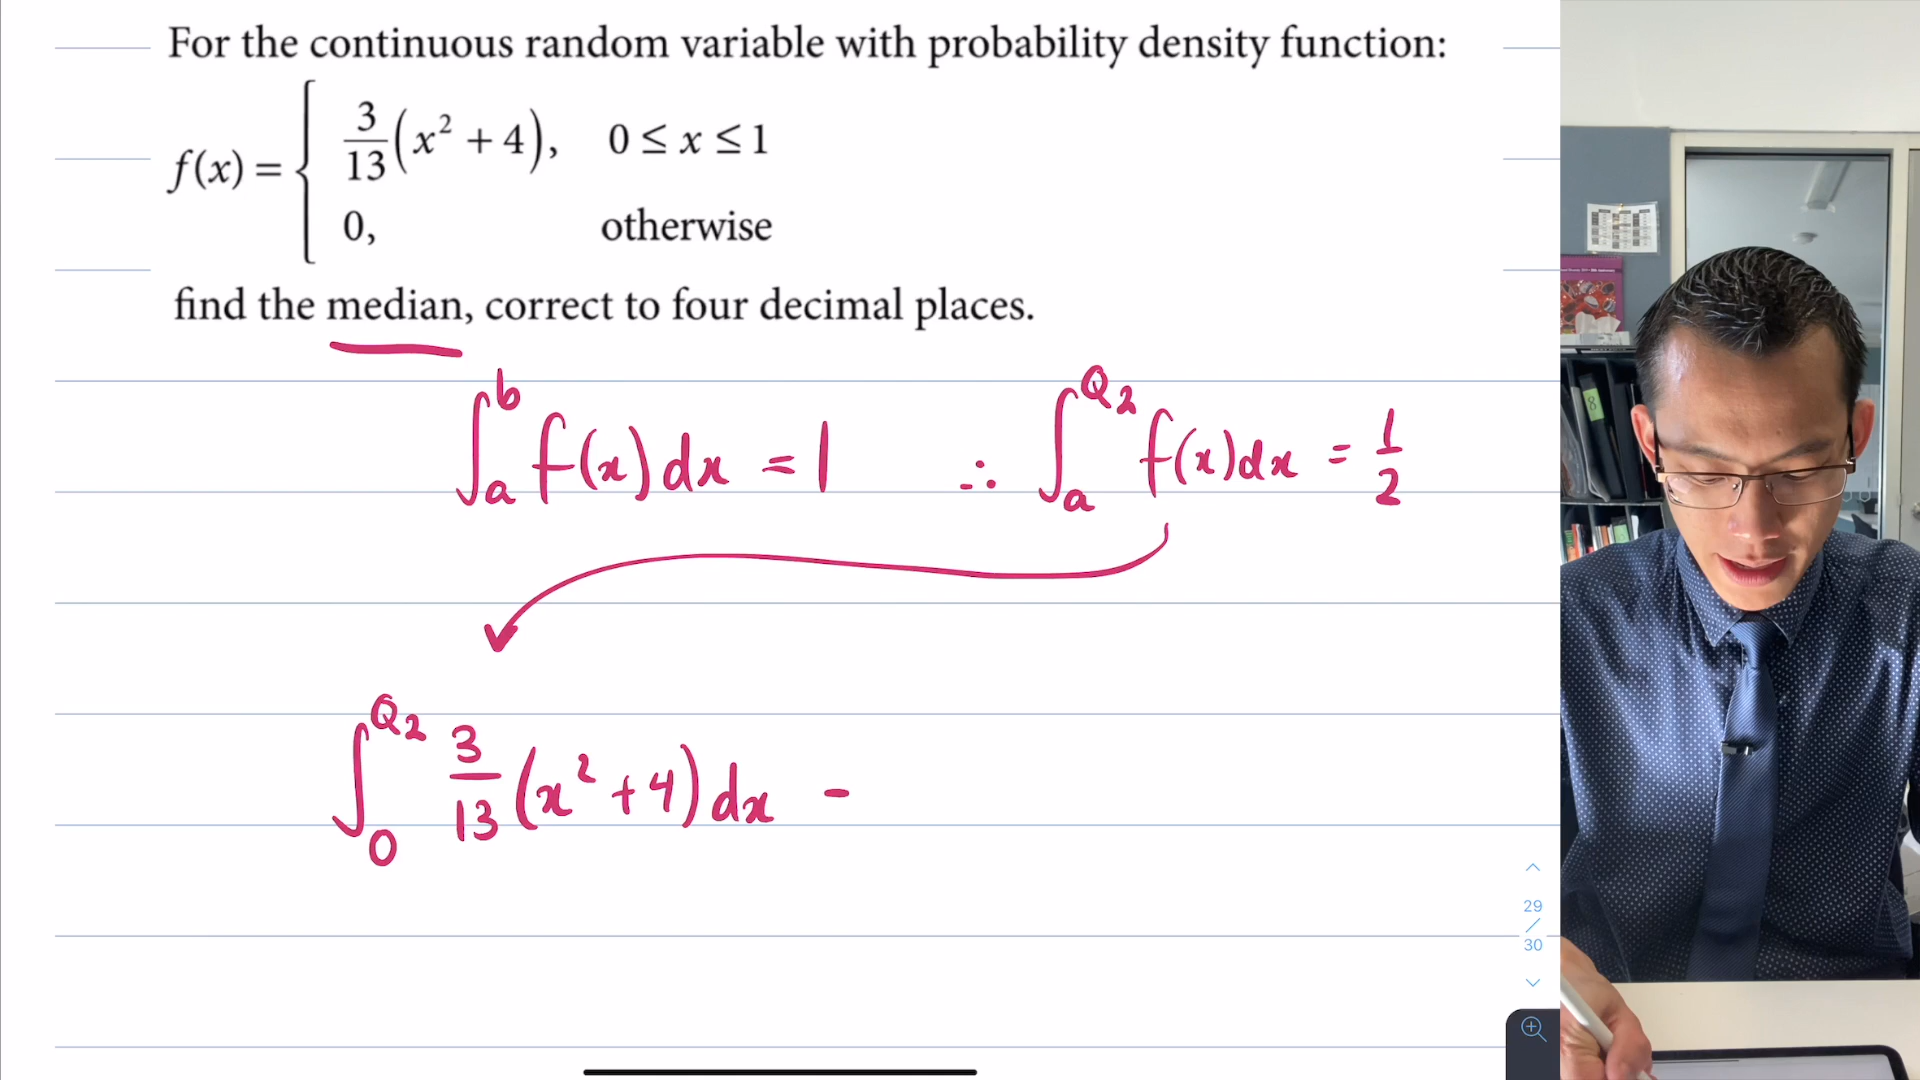 For the continuous random variable with probability density function:
f(x) = { 3/13 (x² + 4), 0 ≤ x ≤ 1
0, otherwise
find the median, correct to four decimal places.
∫ₐᵇ f(x) dx = 1 ∴ ∫ₐ^Q₂ f(x) dx = 1/2
∫₀^Q₂ 3/13 (x² + 4) dx -
29
/
30
8